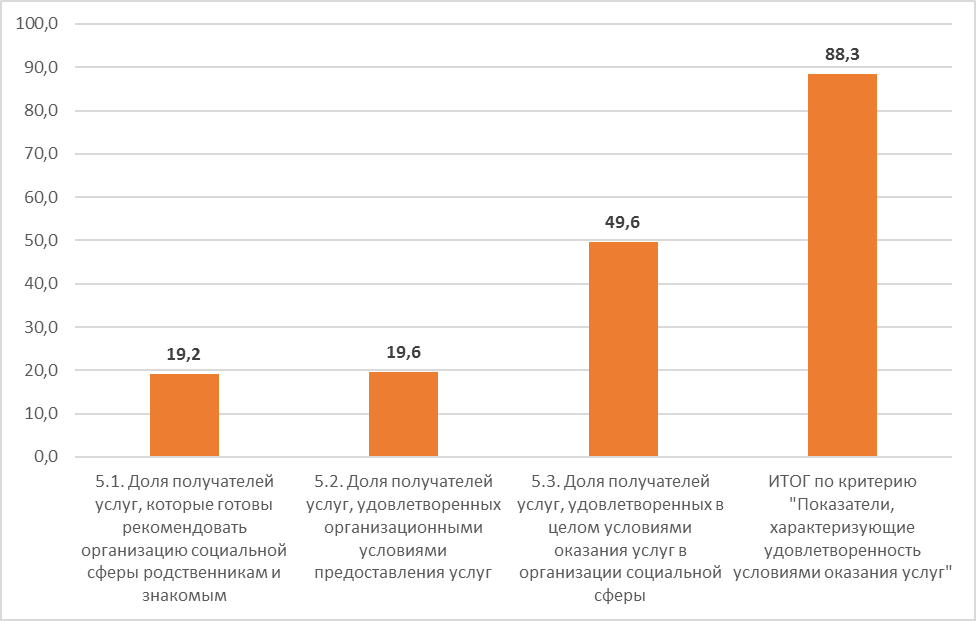 100,0
90,0
80,0
70,0
60,0
50,0
40,0
30,0
20,0
10,0
0,0
19,2
19,6
49,6
88,3
5.1. Доля получателей
услуг, которые готовы
рекомендовать
организацию социальной
сферы родственникам и
знакомым
5.2. Доля получателей
услуг, удовлетворенных
организационными
условиями
предоставления услуг
5.3. Доля получателей
услуг, удовлетворенных в
целом условиями
оказания услуг в
организации социальной
сферы
ИТОГ по критерию
"Показатели,
характеризующие
удовлетворенность
условиями оказания услуг"